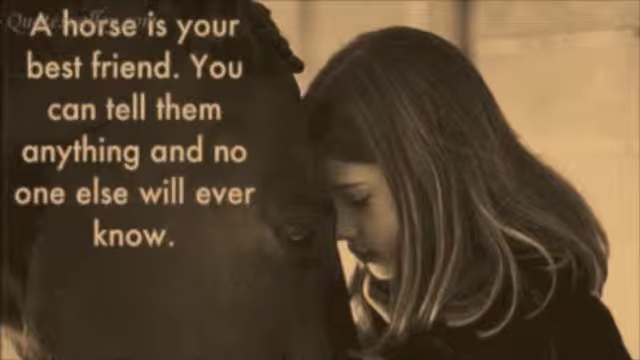 A horse is your
best friend. You
can tell them
anything and no
one else will ever
know.